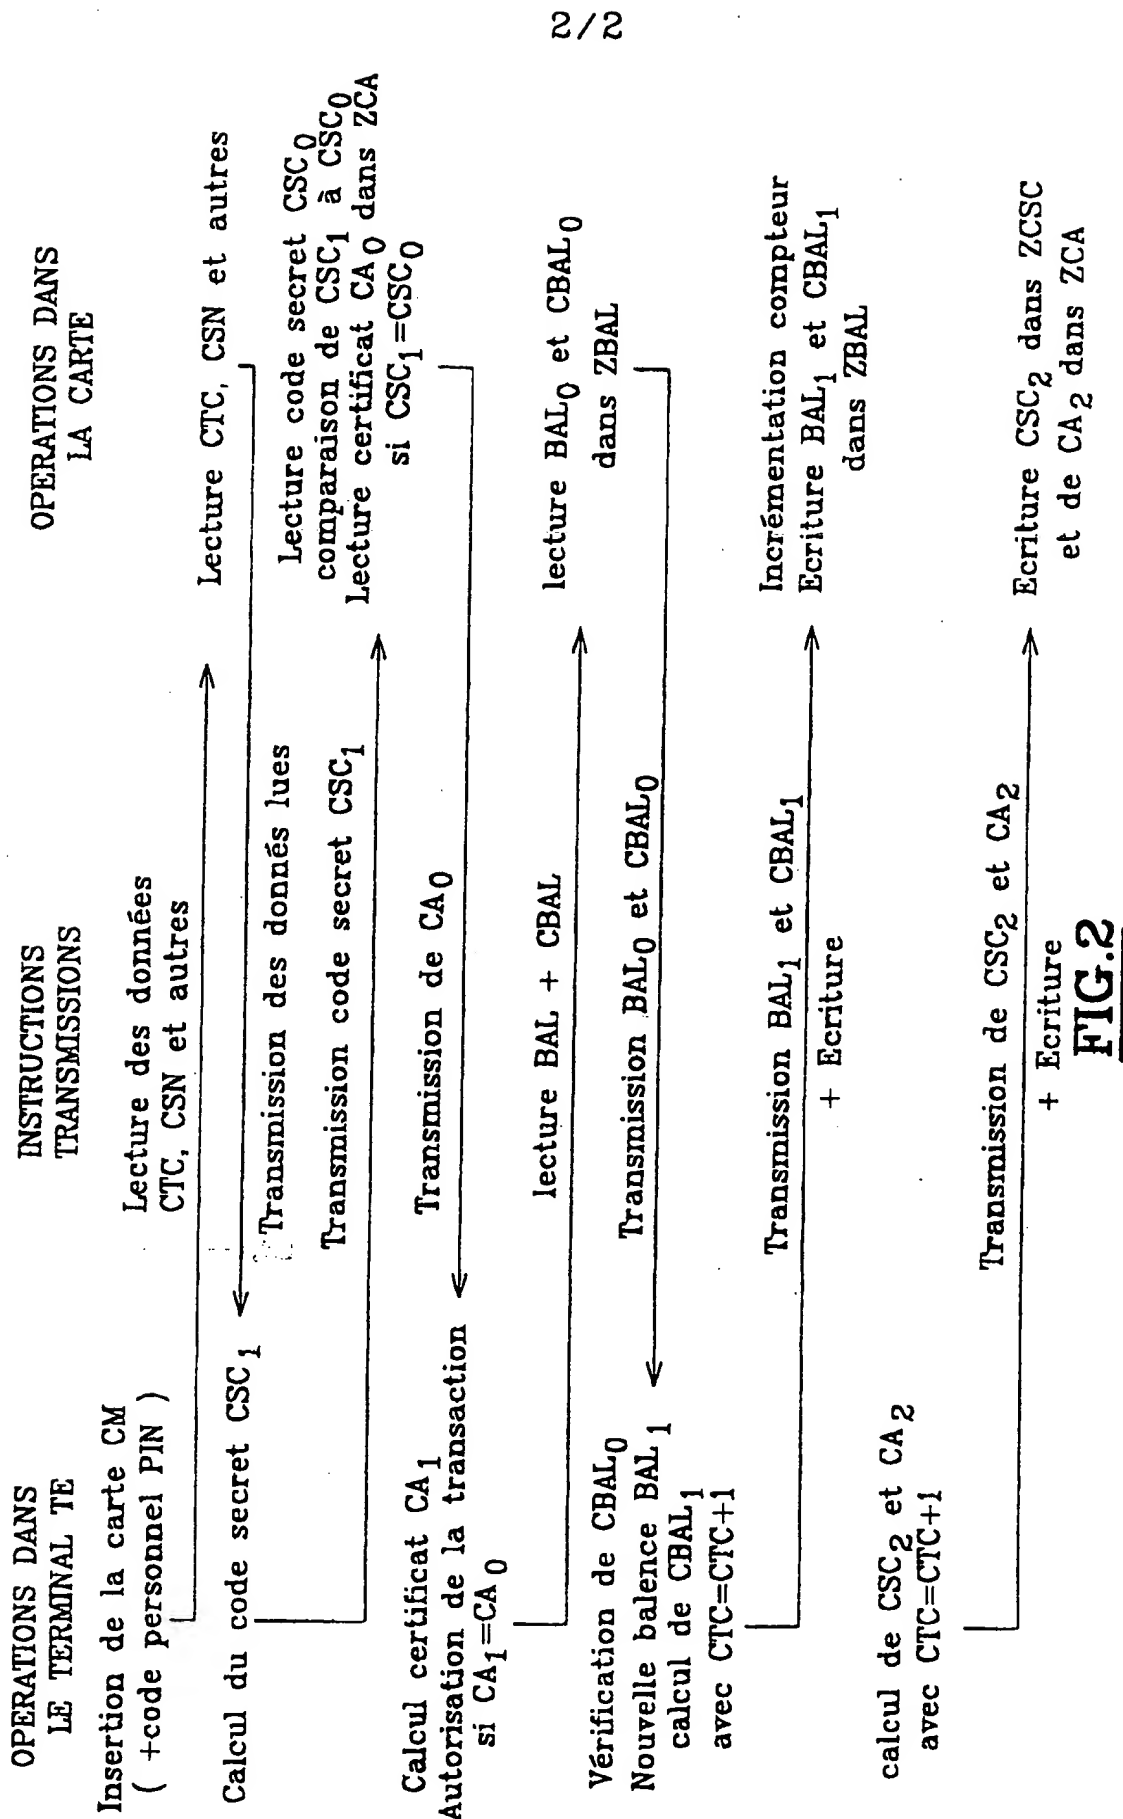 2/2
OPERATIONS DANS
LE TERMINAL TE
INSTRUCTIONS
TRANSMISSIONS
OPERATIONS DANS
LA CARTE
Insertion de la carte CM
( +code personnel PIN )
Lecture des données
CTC, CSN et autres
Lecture CTC, CSN et autres
Transmission des donnés lues
Calcul du code secret CSC1
Transmission code secret CSC1
Lecture code secret CSC0
comparaison de CSC1 à CSC0
Lecture certificat CA0 dans ZCA
si CSC1=CSC0
Transmission de CA0
Calcul certificat CA1
Autorisation de la transaction
si CA1=CA0
lecture BAL + CBAL
lecture BAL0 et CBAL0
dans ZBAL
Transmission BAL0 et CBAL0
Vérification de CBAL0
Nouvelle balence BAL1
calcul de CBAL1
avec CTC=CTC+1
Transmission BAL1 et CBAL1
+ Ecriture
Incrémentation compteur
Ecriture BAL1 et CBAL1
dans ZBAL
calcul de CSC2 et CA2
avec CTC=CTC+1
Transmission de CSC2 et CA2
+ Ecriture
Ecriture CSC2 dans ZCSC
et de CA2 dans ZCA
FIG.2